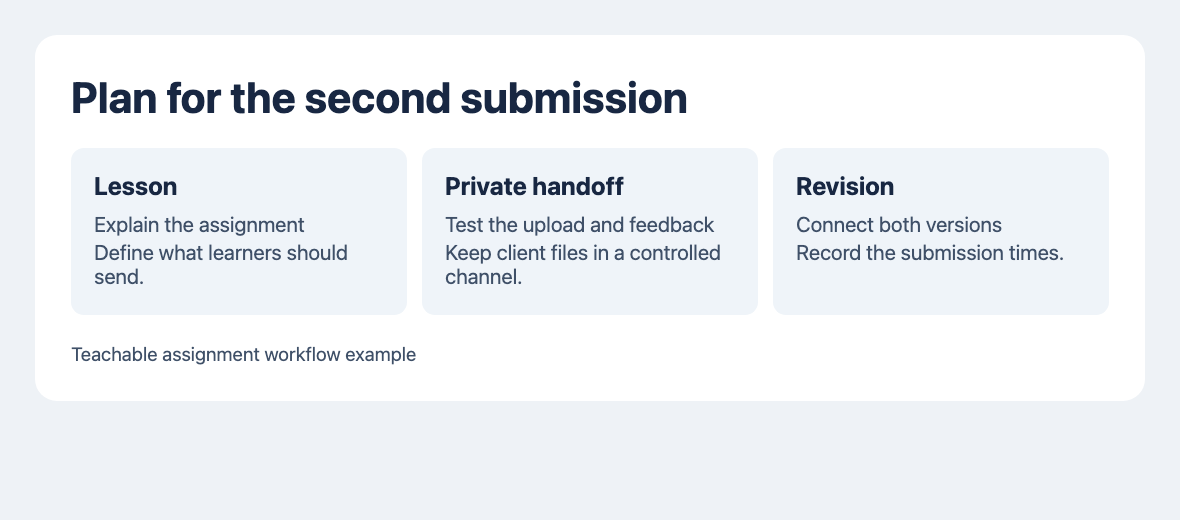 Plan for the second submission
Lesson
Explain the assignment
Define what learners should
send.
Private handoff
Test the upload and feedback
Keep client files in a controlled
channel.
Revision
Connect both versions
Record the submission times.
Teachable assignment workflow example